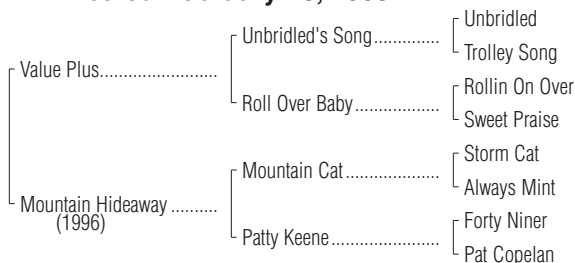 Unbridled
Unbridled's Song
Trolley Song
Value Plus
Rollin On Over
Roll Over Baby
Sweet Praise
Storm Cat
Mountain Cat
Always Mint
Mountain Hideaway
(1996)
Forty Niner
Patty Keene
Pat Copelan